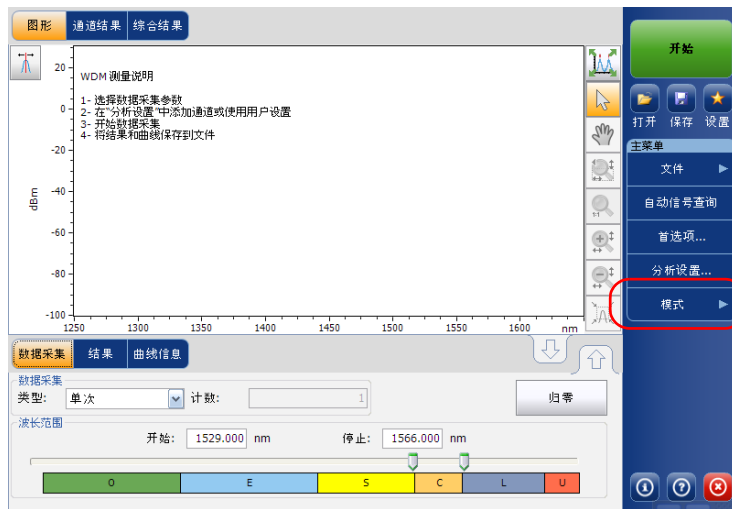 图形 通道结果 综合结果
开始
WDM 测量说明
1- 选择数据采集参数
2- 在"分析设置"中添加通道或使用用户设置
3- 开始数据采集
4- 将结果和曲线保存到文件
20
0
-20
-40
-60
-80
-100
dBm
1250 1300 1350 1400 1450 1500 1550 1600 nm
1:1
打开 保存 设置
主菜单
文件
自动信号查询
首选项...
分析设置...
模式
数据采集 结果 曲线信息
数据采集
类型: 单次 计数: 1 归零
波长范围
开始: 1529.000 nm 停止: 1566.000 nm
O E S C L U